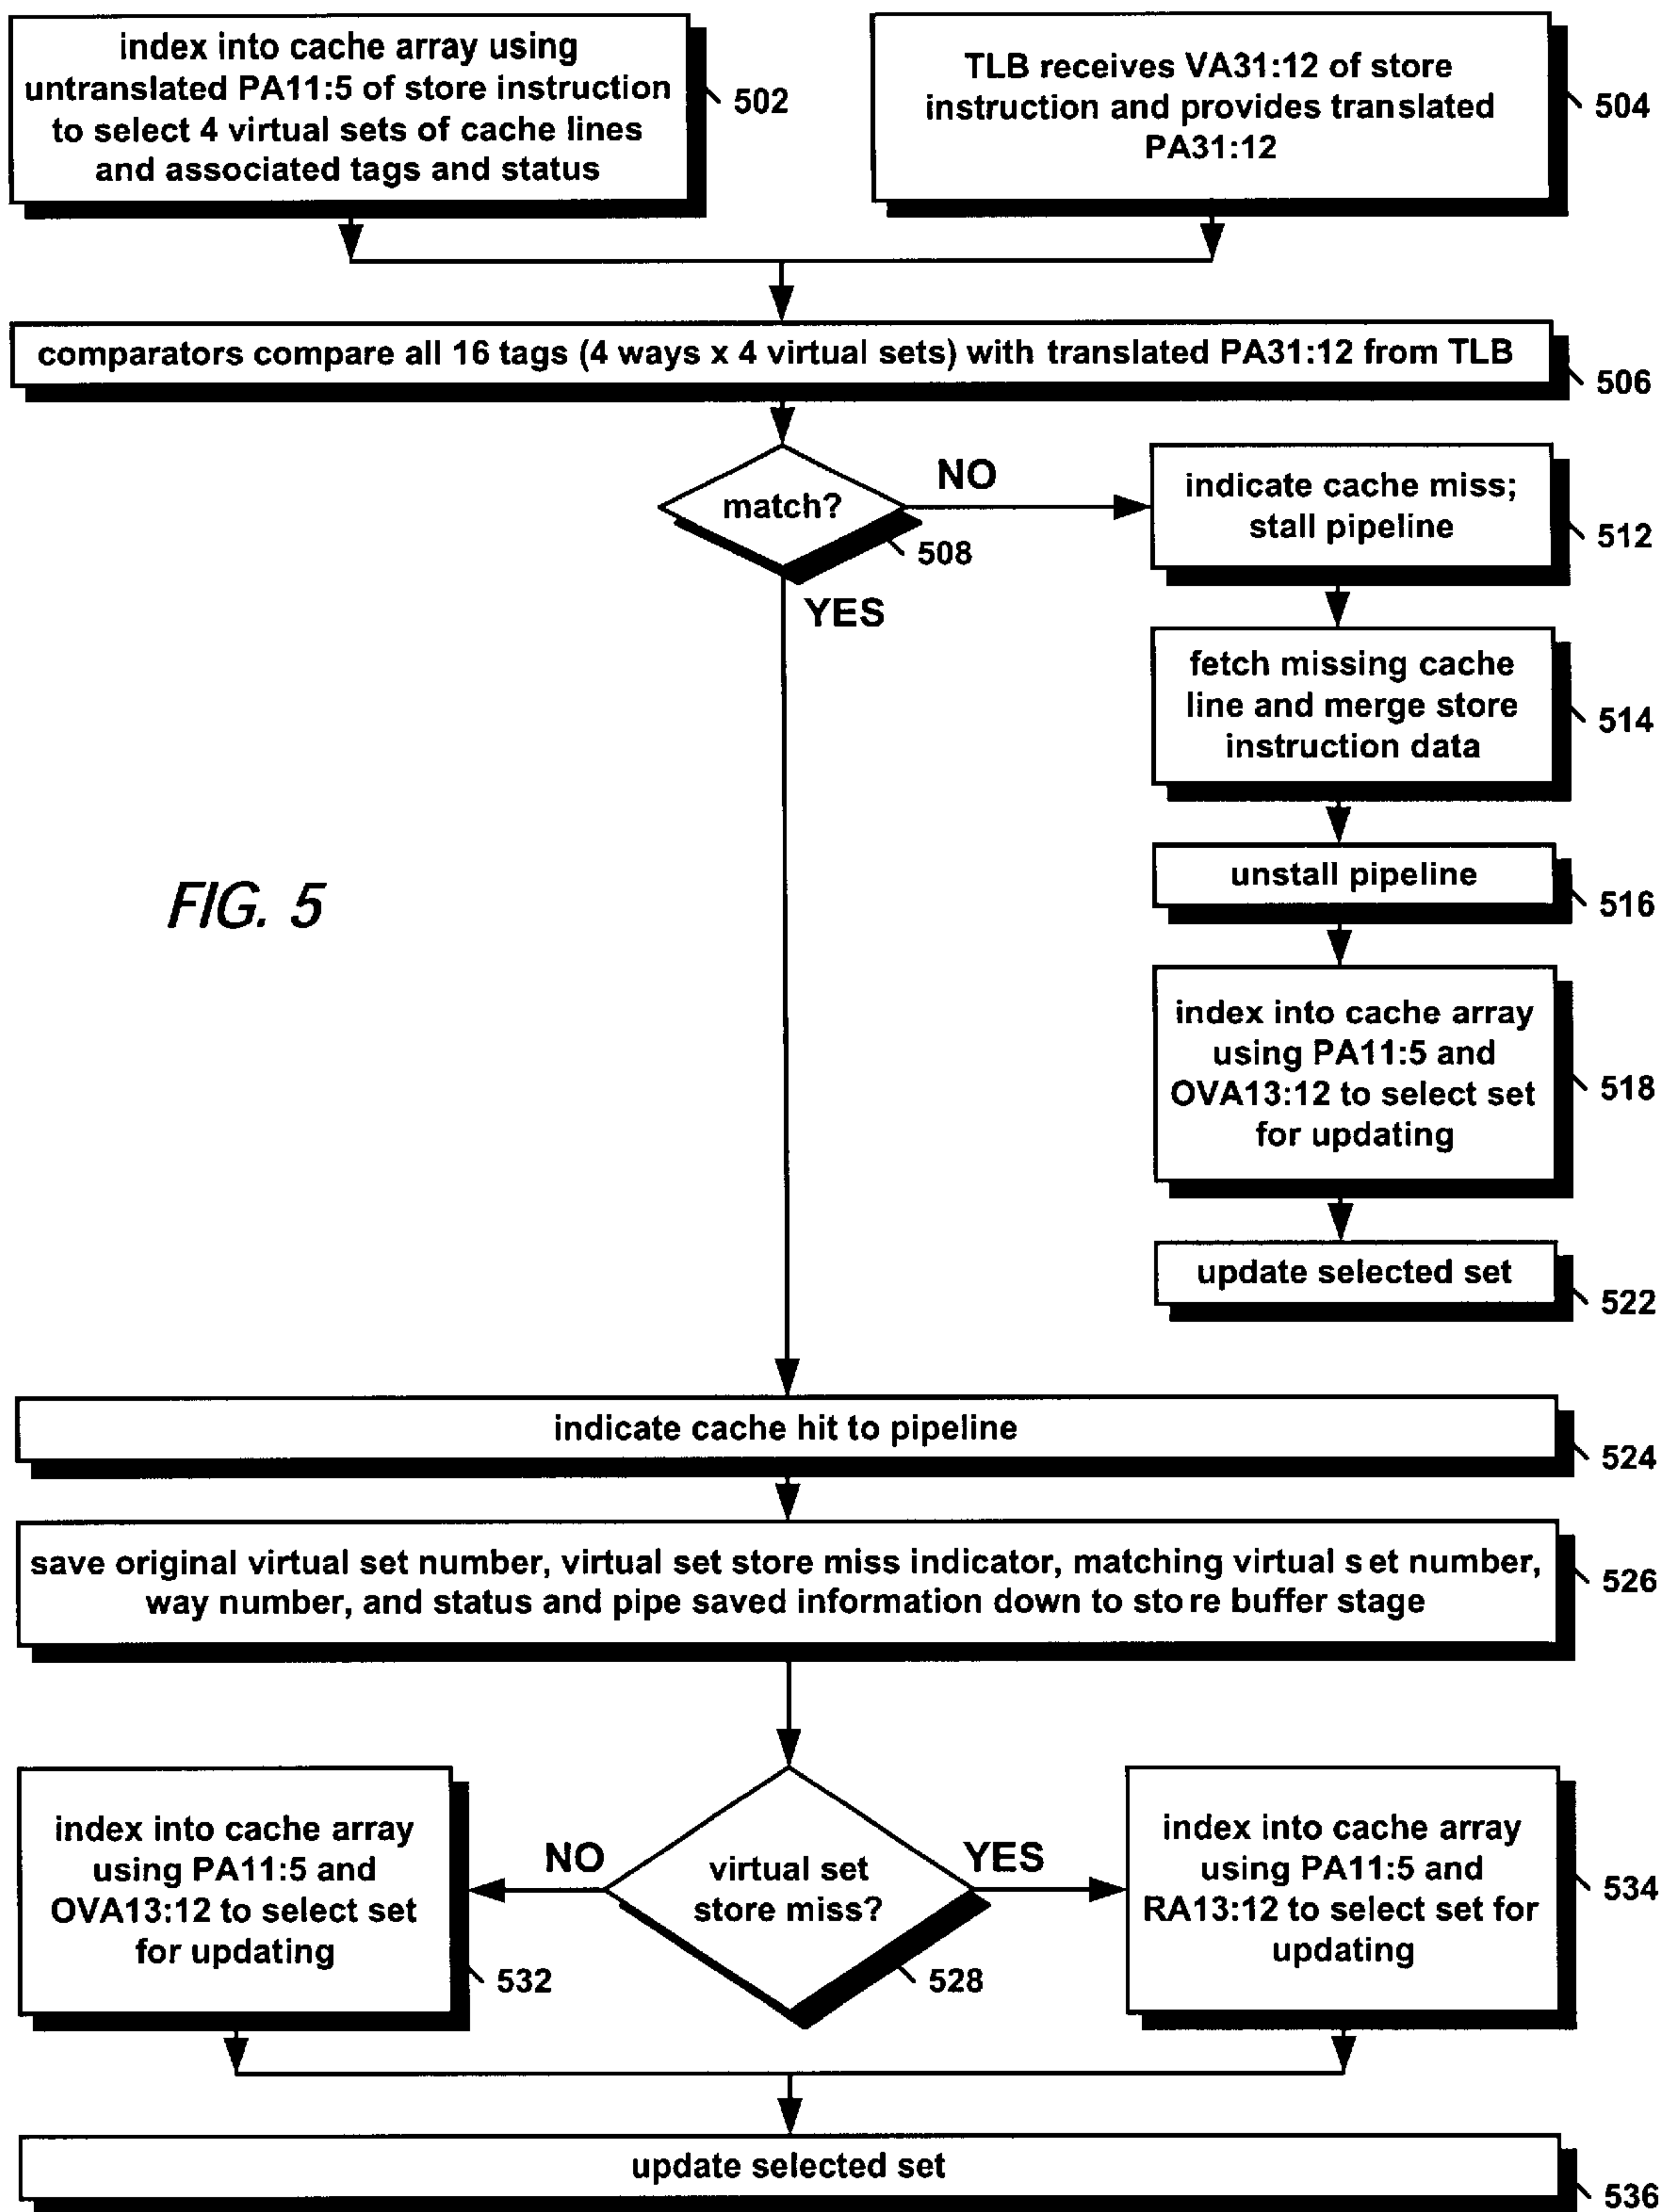 index into cache array using
untranslated PA11:5 of store instruction
to select 4 virtual sets of cache lines
and associated tags and status
502
TLB receives VA31:12 of store
instruction and provides translated
PA31:12
504
comparators compare all 16 tags (4 ways x 4 virtual sets) with translated PA31:12 from TLB
506
match?
508
NO
YES
indicate cache miss;
stall pipeline
512
fetch missing cache
line and merge store
instruction data
514
unstall pipeline
516
FIG. 5
index into cache array
using PA11:5 and
OVA13:12 to select set
for updating
518
update selected set
522
indicate cache hit to pipeline
524
save original virtual set number, virtual set store miss indicator, matching virtual set number,
way number, and status and pipe saved information down to store buffer stage
526
index into cache array
using PA11:5 and
OVA13:12 to select set
for updating
532
NO
virtual set
store miss?
528
YES
index into cache array
using PA11:5 and
RA13:12 to select set for
updating
534
update selected set
536